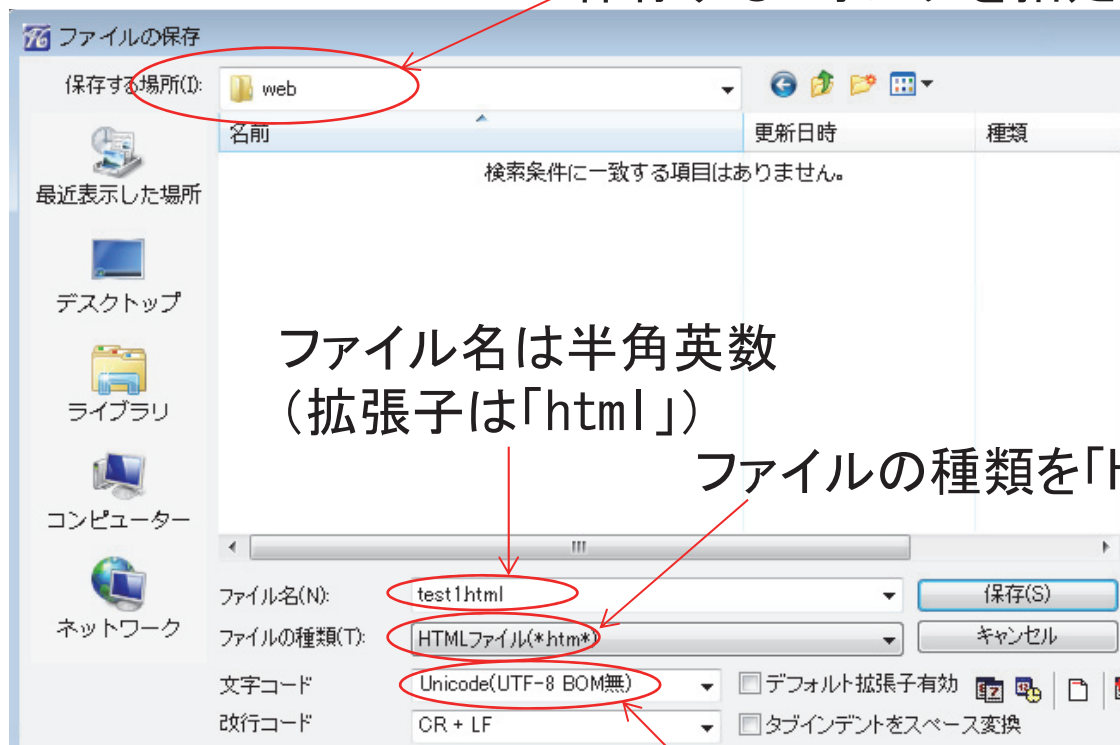 ファイルの保存
保存する場所(I):
web
名前
更新日時
種類
検索条件に一致する項目はありません。
最近表示した場所
デスクトップ
ライブラリ
コンピューター
ネットワーク
ファイル名は半角英数
(拡張子は「html」)
ファイルの種類を「H
ファイル名(N):
test1html
保存(S)
ファイルの種類(T):
HTMLファイル(*.htm*)
キャンセル
文字コード
Unicode(UTF-8 BOM無)
デフォルト拡張子有効
改行コード
CR + LF
タブインデントをスペース変換